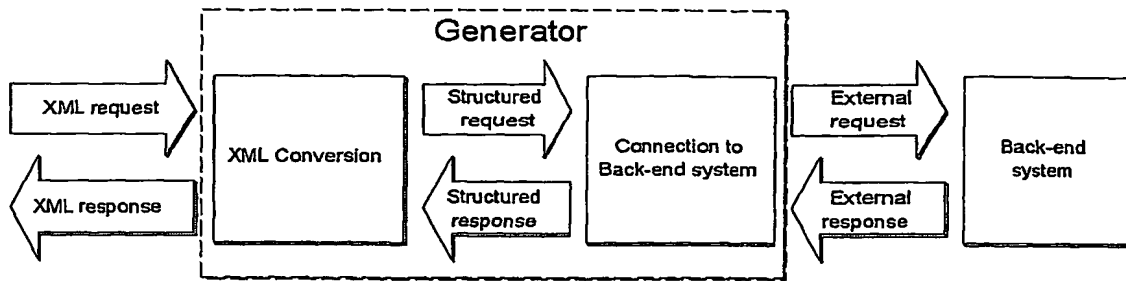 Generator
XML request
XML Conversion
Structured
request
Connection to
Back-end system
External
request
Back-end
system
XML response
Structured
response
External
response